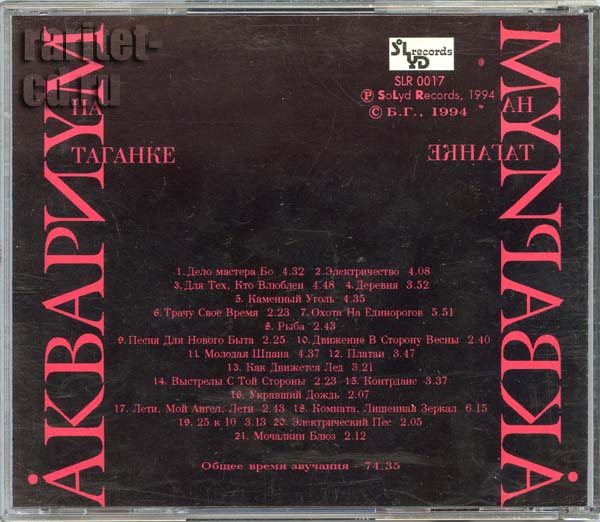 raritet-
cd.ru
SoLyd records
SLR 0017
℗ SoLyd Records, 1994
© Б.Г., 1994
АКВАРИУМ
НА
ТАГАНКЕ
АКВАРИУМ
НА
ТАГАНКЕ
1. Дело мастера Бо 4.32 2. Электричество 4.08
3. Для Тех, Кто Влюблен 4.48 4. Деревня 3.52
5. Каменный Уголь 4.35
6. Трачу Свое Время 2.23 7. Охота На Единорогов 5.51
8. Рыба 2.43
9. Песня Для Нового Быта 2.25 10. Движение В Сторону Весны 2.40
11. Молодая Шпана 4.37 12. Платан 3.47
13. Как Движется Лед 3.21
14. Выстрелы С Той Стороны 2.23 15. Контрданс 3.37
16. Укравший Дождь 2.07
17. Лети, Мой Ангел, Лети 2.43 18. Комната, Лишенная Зеркал 6.15
19. 25 к 10 3.13 20. Электрический Пёс 2.05
21. Мочалкин Блюз 2.12
Общее время звучания - 74.35